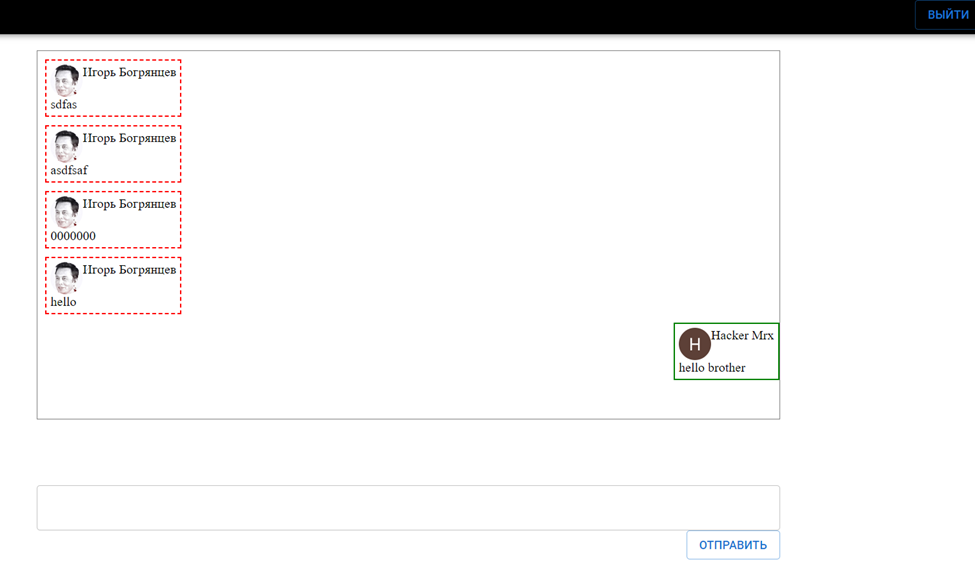 ВЫЙТИ
Игорь Богрянцев
sdfas
Игорь Богрянцев
asdfsaf
Игорь Богрянцев
0000000
Игорь Богрянцев
hello
H
Hacker Mrx
hello brother
ОТПРАВИТЬ